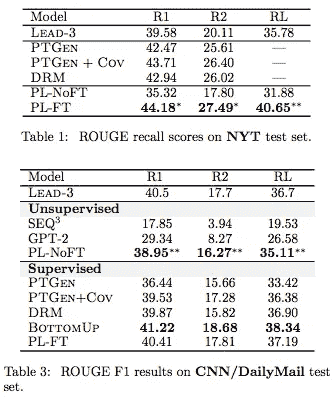 Model R1 R2 RL
LEAD-3 39.58 20.11 35.78
PTGEN 42.47 25.61 —
PTGEN + COV 43.71 26.40 —
DRM 42.94 26.02 —
PL-NOFT 35.32 17.80 31.88
PL-FT 44.18* 27.49* 40.65**
Table 1: ROUGE recall scores on NYT test set.
Model R1 R2 RL
LEAD-3 40.5 17.7 36.7
Unsupervised
SEQ³ 17.85 3.94 19.53
GPT-2 29.34 8.27 26.58
PL-NOFT 38.95** 16.27** 35.11**
Supervised
PTGEN 36.44 15.66 33.42
PTGEN+COV 39.53 17.28 36.38
DRM 39.87 15.82 36.90
BOTTOMUP 41.22 18.68 38.34
PL-FT 40.41 17.81 37.19
Table 3: ROUGE F1 results on CNN/DailyMail test
set.